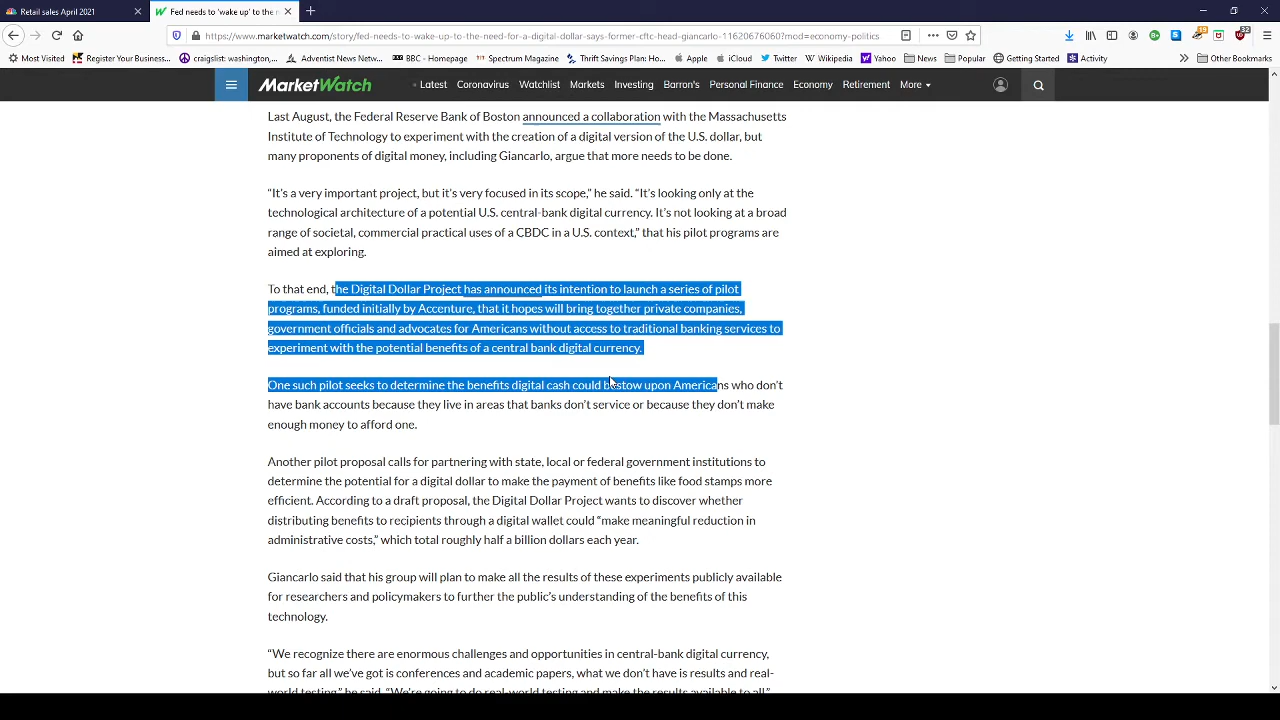 Retail sales April 2021
Fed needs to 'wake up' to the n
https://www.marketwatch.com/story/fed-needs-to-wake-up-to-the-need-for-a-digital-dollar-says-former-cftc-head-giancarlo-11620676060?mod=economy-politics
Most Visited
Register Your Business...
craigslist: washington,...
Adventist News Netw...
BBC - Homepage
Spectrum Magazine
Thrift Savings Plan: Ho...
Apple
iCloud
Twitter
Wikipedia
Yahoo
News
Popular
Getting Started
Activity
Other Bookmarks
MarketWatch
Latest
Coronavirus
Watchlist
Markets
Investing
Barron's
Personal Finance
Economy
Retirement
More
Last August, the Federal Reserve Bank of Boston announced a collaboration with the Massachusetts
Institute of Technology to experiment with the creation of a digital version of the U.S. dollar, but
many proponents of digital money, including Giancarlo, argue that more needs to be done.
“It’s a very important project, but it’s very focused in its scope,” he said. “It’s looking only at the
technological architecture of a potential U.S. central-bank digital currency. It’s not looking at a broad
range of societal, commercial practical uses of a CBDC in a U.S. context,” that his pilot programs are
aimed at exploring.
To that end, the Digital Dollar Project has announced its intention to launch a series of pilot
programs, funded initially by Accenture, that it hopes will bring together private companies,
government officials and advocates for Americans without access to traditional banking services to
experiment with the potential benefits of a central bank digital currency.
One such pilot seeks to determine the benefits digital cash could bestow upon Americans who don’t
have bank accounts because they live in areas that banks don’t service or because they don’t make
enough money to afford one.
Another pilot proposal calls for partnering with state, local or federal government institutions to
determine the potential for a digital dollar to make the payment of benefits like food stamps more
efficient. According to a draft proposal, the Digital Dollar Project wants to discover whether
distributing benefits to recipients through a digital wallet could “make meaningful reduction in
administrative costs,” which total roughly half a billion dollars each year.
Giancarlo said that his group will plan to make all the results of these experiments publicly available
for researchers and policymakers to further the public’s understanding of the benefits of this
technology.
“We recognize there are enormous challenges and opportunities in central-bank digital currency,
but so far all we’ve got is conferences and academic papers, what we don’t have is results and real-
world testing,” he said. “We’re going to do real-world testing and make the results available to all.”